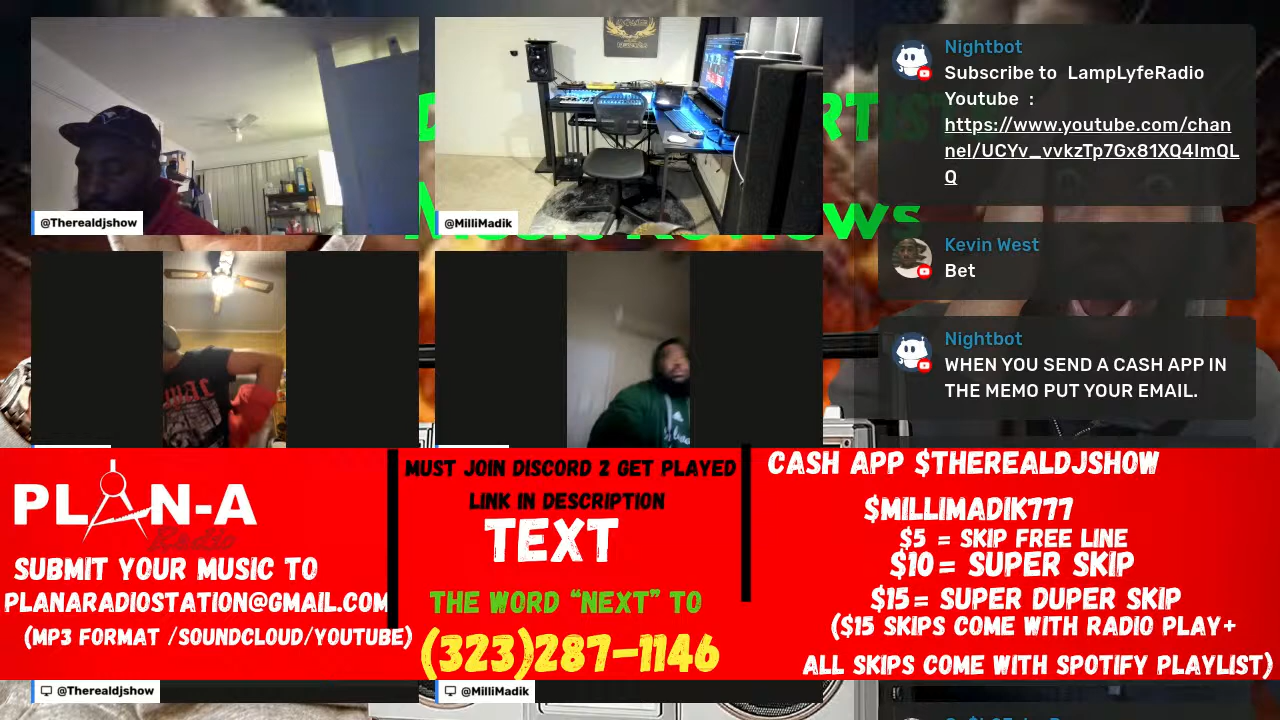 @Therealdjshow
@MilliMadik
Nightbot
Subscribe to LampLyfeRadio
Youtube :
https://www.youtube.com/chan
nel/UCYv_vvkzTp7Gx81XQ4ImQL
Q
Kevin West
Bet
Nightbot
WHEN YOU SEND A CASH APP IN
THE MEMO PUT YOUR EMAIL.
PLAN-A
Radio
SUBMIT YOUR MUSIC TO
PLANARADIOSTATION@GMAIL.COM
(MP3 FORMAT /SOUNDCLOUD/YOUTUBE)
MUST JOIN DISCORD 2 GET PLAYED
LINK IN DESCRIPTION
TEXT
THE WORD “NEXT” TO
(323)287-1146
CASH APP $THEREALDJSHOW
$MILLIMADIK777
$5 = SKIP FREE LINE
$10 = SUPER SKIP
$15 = SUPER DUPER SKIP
($15 SKIPS COME WITH RADIO PLAY+
ALL SKIPS COME WITH SPOTIFY PLAYLIST)
@Therealdjshow
@MilliMadik